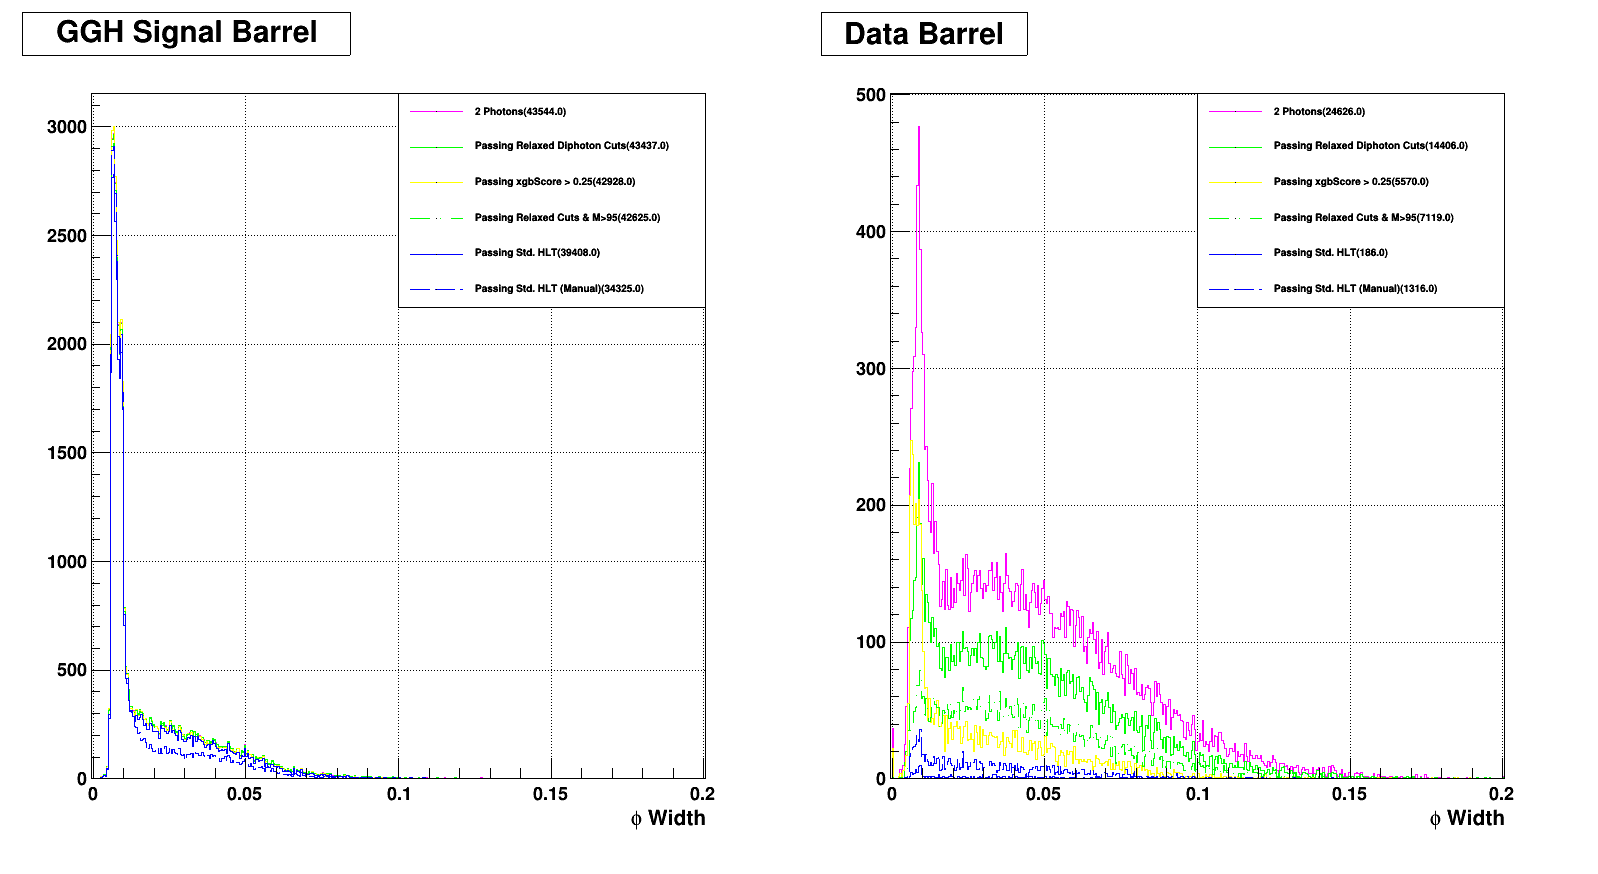 GGH Signal Barrel
2 Photons(43544.0)
Passing Relaxed Diphoton Cuts(43437.0)
Passing xgbScore > 0.25(42928.0)
Passing Relaxed Cuts & M>95(42625.0)
Passing Std. HLT(39408.0)
Passing Std. HLT (Manual)(34325.0)
3000
2500
2000
1500
1000
500
0
0 0.05 0.1 0.15 0.2
ϕ Width
Data Barrel
2 Photons(24626.0)
Passing Relaxed Diphoton Cuts(14406.0)
Passing xgbScore > 0.25(5570.0)
Passing Relaxed Cuts & M>95(7119.0)
Passing Std. HLT(186.0)
Passing Std. HLT (Manual)(1316.0)
500
400
300
200
100
0
0 0.05 0.1 0.15 0.2
ϕ Width